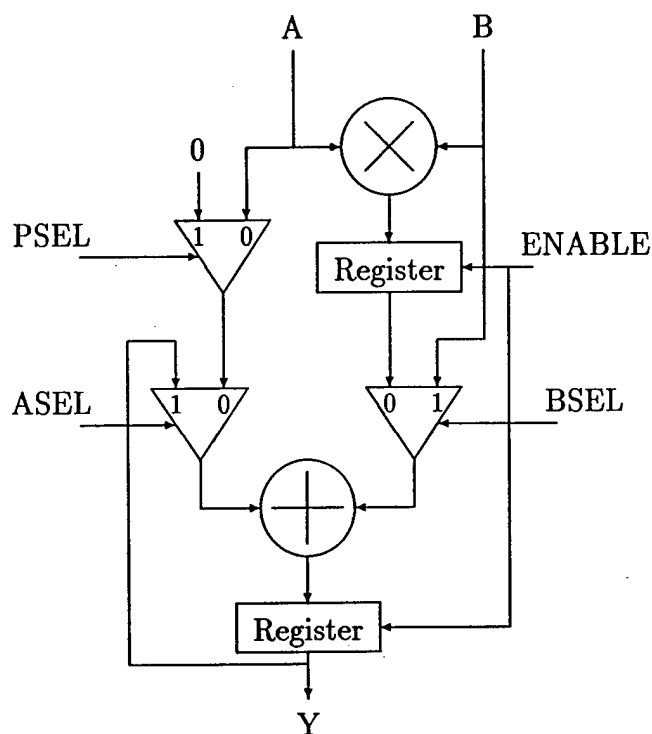 A
B
0
1 0
PSEL
ENABLE
Register
1 0
0 1
ASEL
BSEL
Register
Y